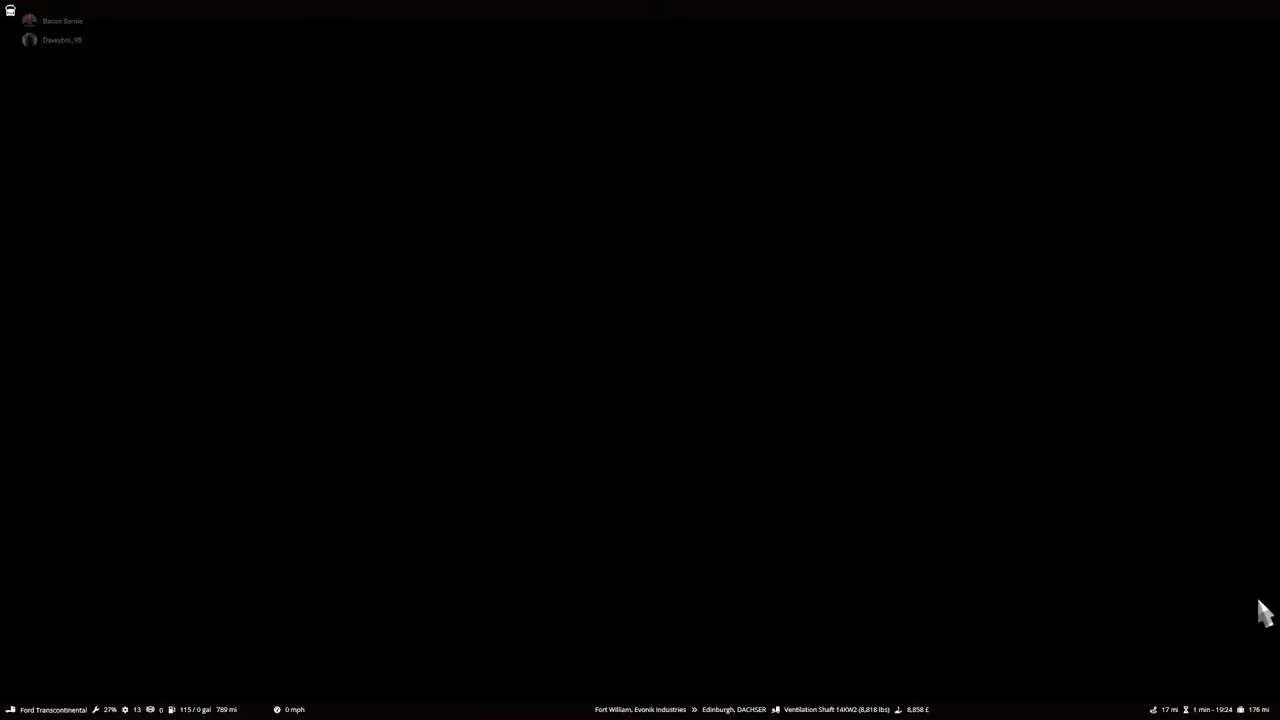 Bacon Sarnie
Daveyboi_98
Ford Transcontinental 27% 13 0 115 / 0 gal 789 mi 0 mph Fort William, Evonik Industries >> Edinburgh, DACHSER Ventilation Shaft 14KW2 (8,818 lbs) 8,858 £ 17 mi 1 min - 19:24 176 mi